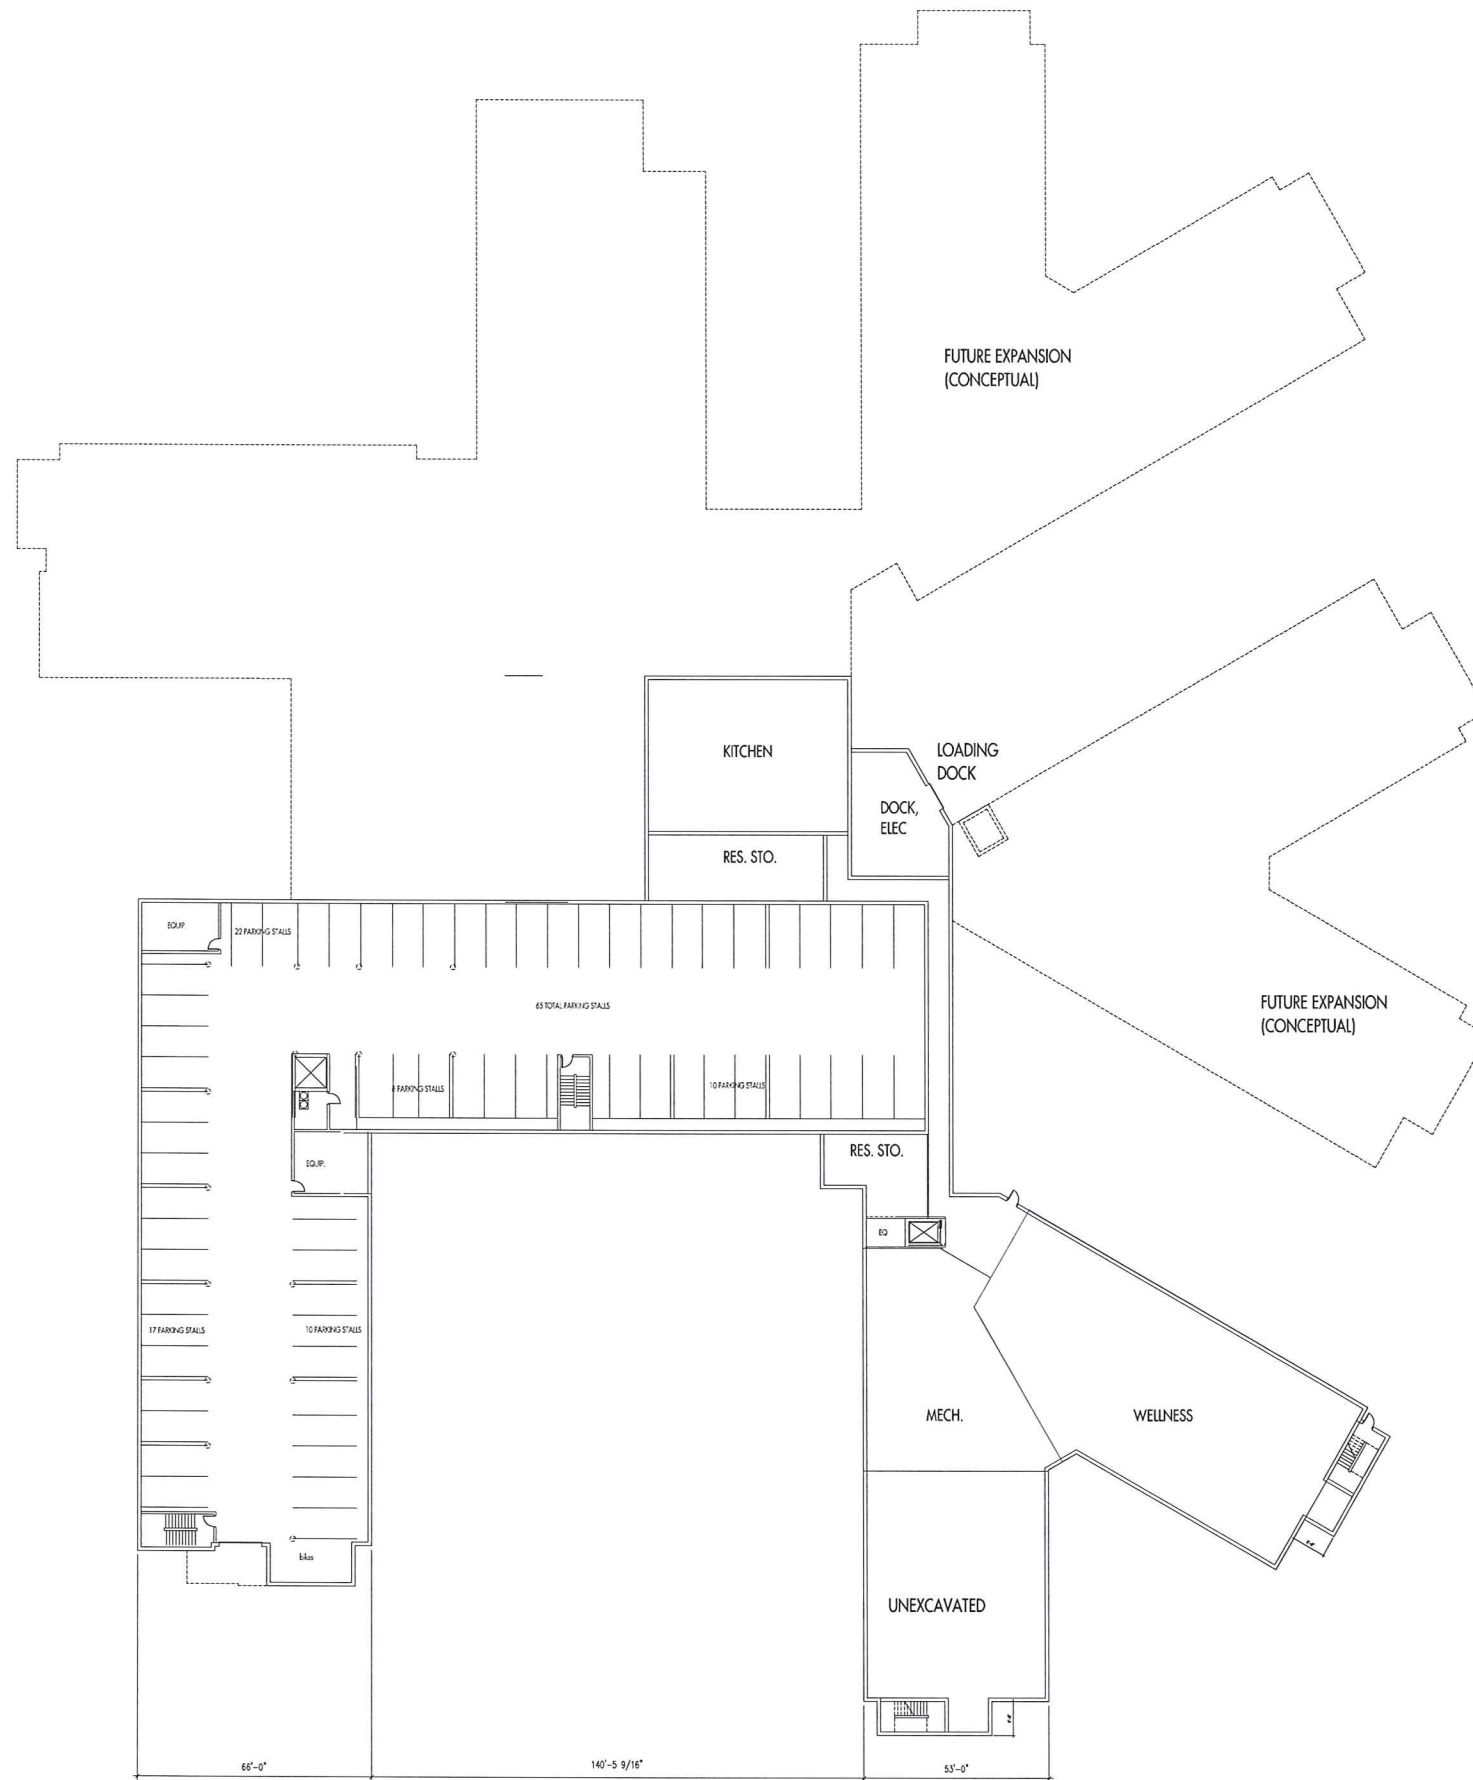 FUTURE EXPANSION
(CONCEPTUAL)
KITCHEN
LOADING
DOCK
DOCK,
ELEC
RES. STO.
EQUIP.
22 PARKING STALLS
65 TOTAL PARKING STALLS
FUTURE EXPANSION
(CONCEPTUAL)
10 PARKING STALLS
PARKING STALLS
RES. STO.
EQUIP.
EQ
17 PARKING STALLS
10 PARKING STALLS
MECH.
WELLNESS
bikes
UNEXCAVATED
66'-0"
140'-5 9/16"
53'-0"